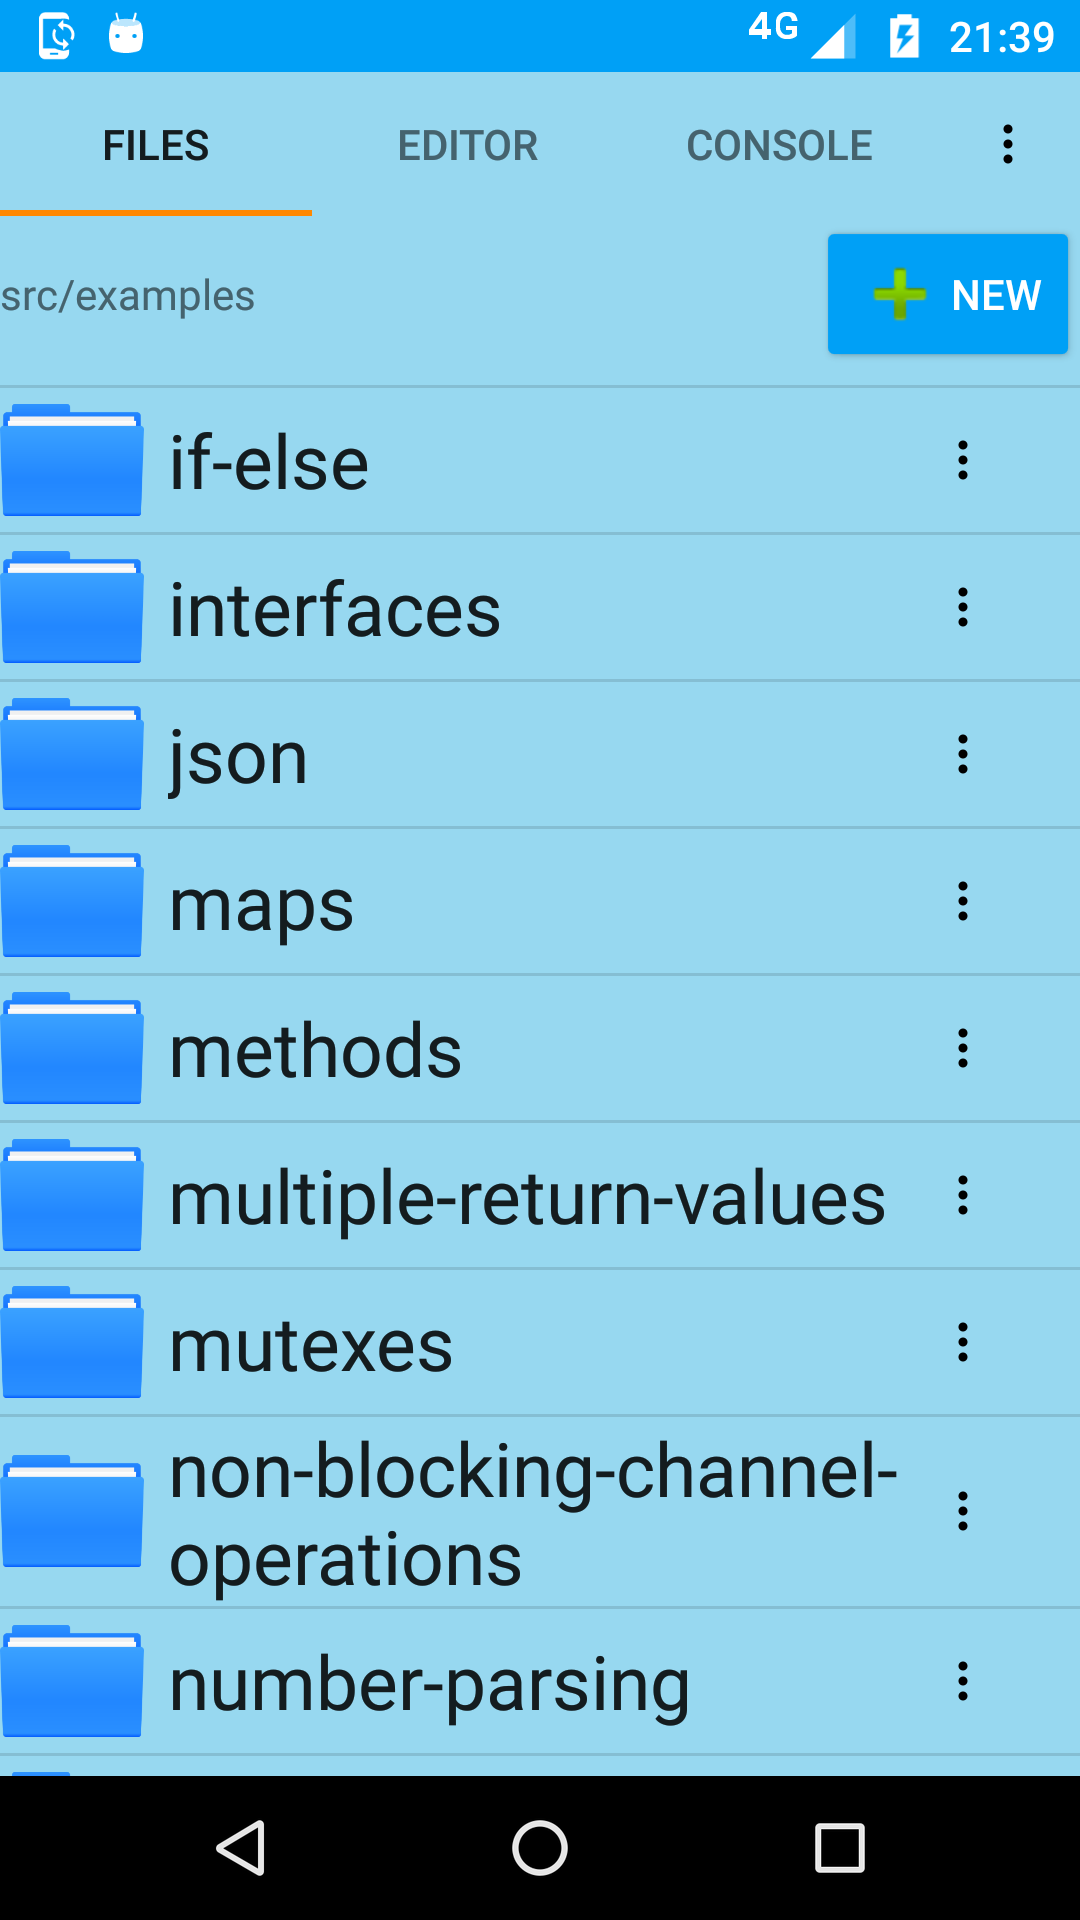 4G 21:39
FILES EDITOR CONSOLE
src/examples NEW
if-else
interfaces
json
maps
methods
multiple-return-values
mutexes
non-blocking-channel-
operations
number-parsing